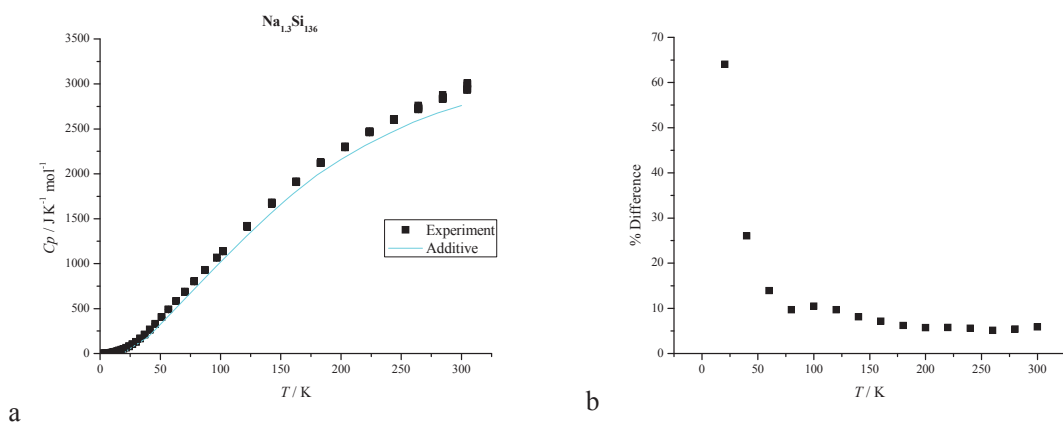 Na1.3Si136
3500
3000
2500
2000
1500
1000
500
0
Cp / J K⁻¹ mol⁻¹
Experiment
Additive
0 50 100 150 200 250 300
T / K
a
70
60
50
40
30
20
10
0
% Difference
0 50 100 150 200 250 300
T / K
b